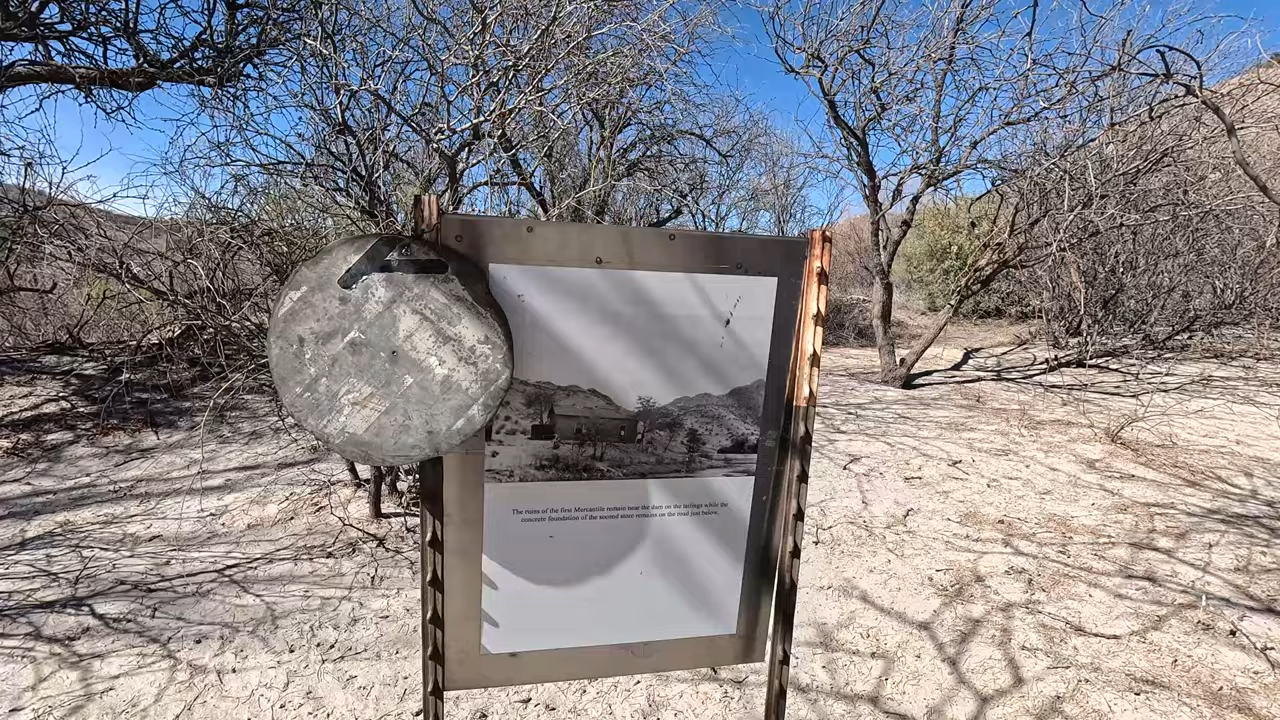 The ruins of the first Mercantile remain near the dam on the tailings while the
concrete foundation of the second store remains on the road just below.